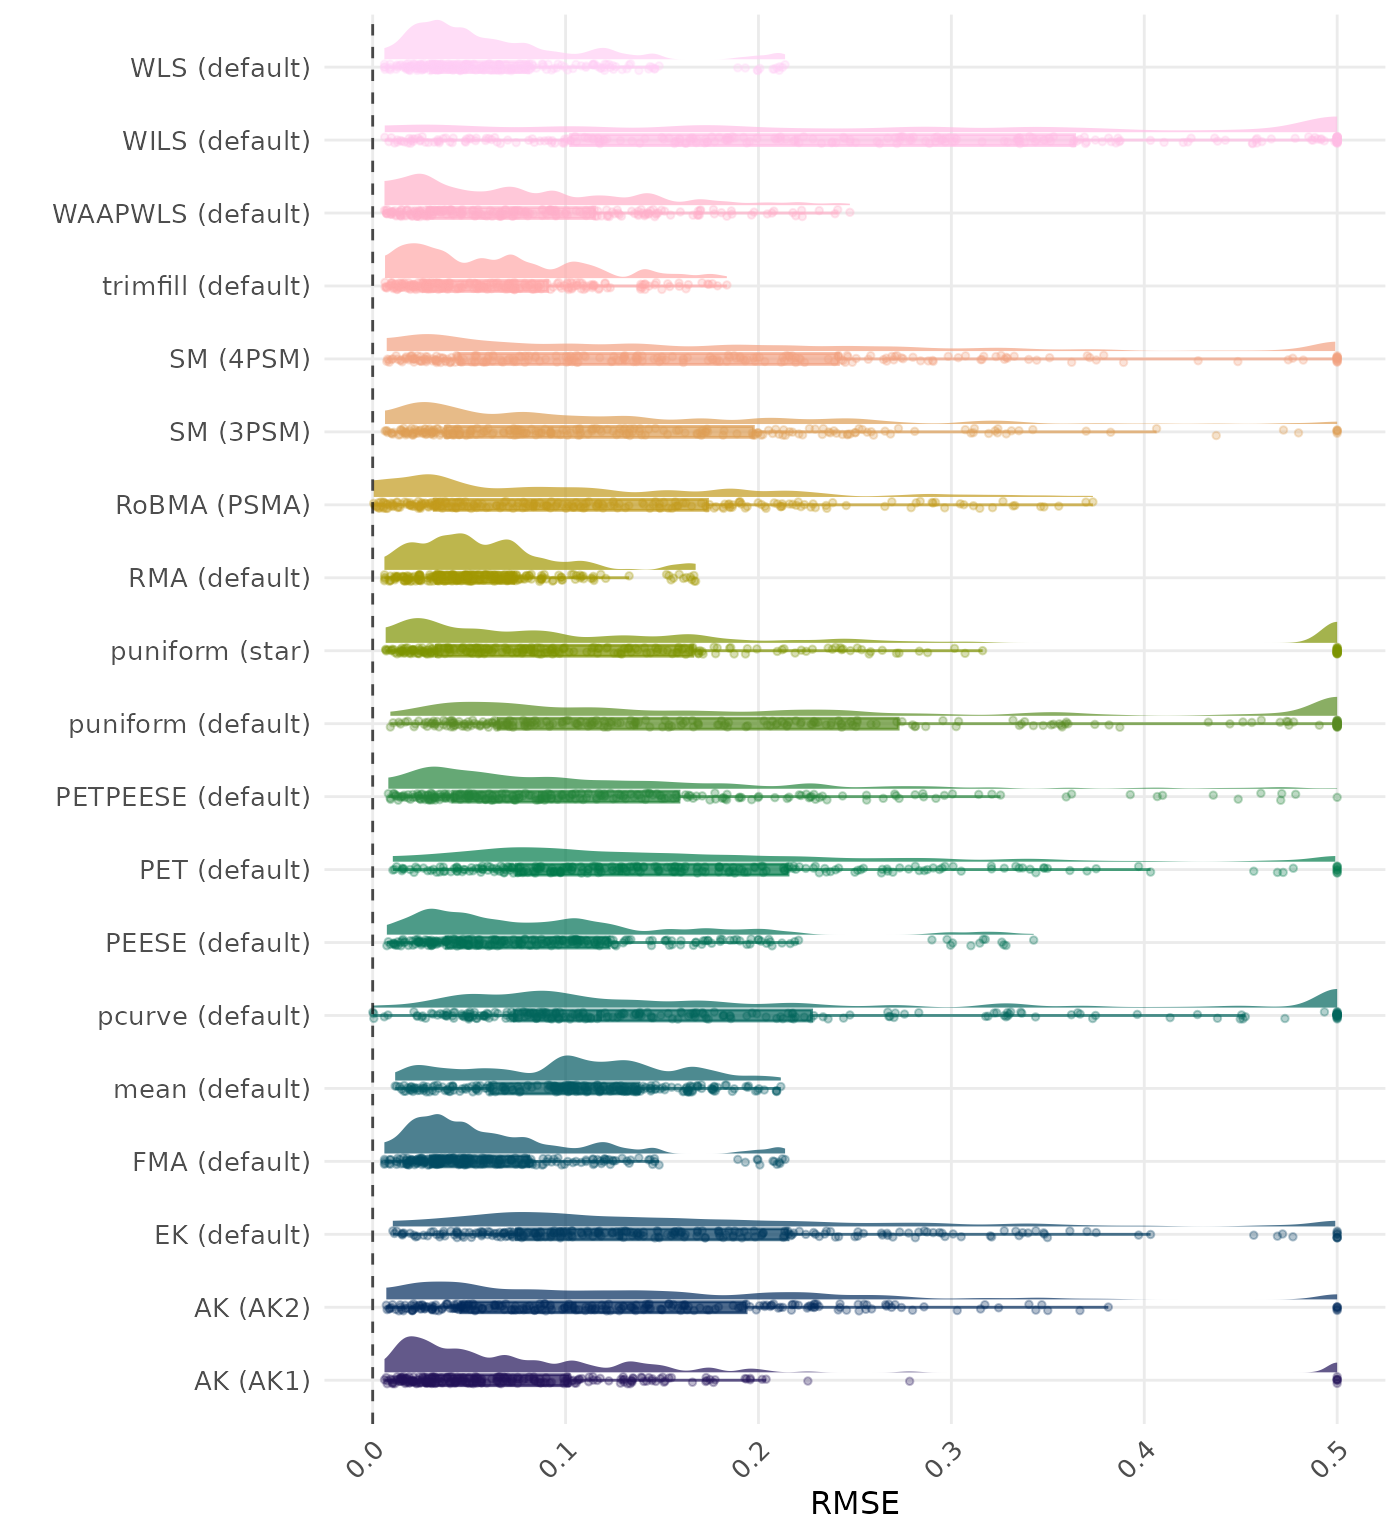 WLS (default)
WILS (default)
WAAPWLS (default)
trimfill (default)
SM (4PSM)
SM (3PSM)
RoBMA (PSMA)
RMA (default)
puniform (star)
puniform (default)
PETPEESE (default)
PET (default)
PEESE (default)
pcurve (default)
mean (default)
FMA (default)
EK (default)
AK (AK2)
AK (AK1)
0.0 0.1 0.2 0.3 0.4 0.5
RMSE